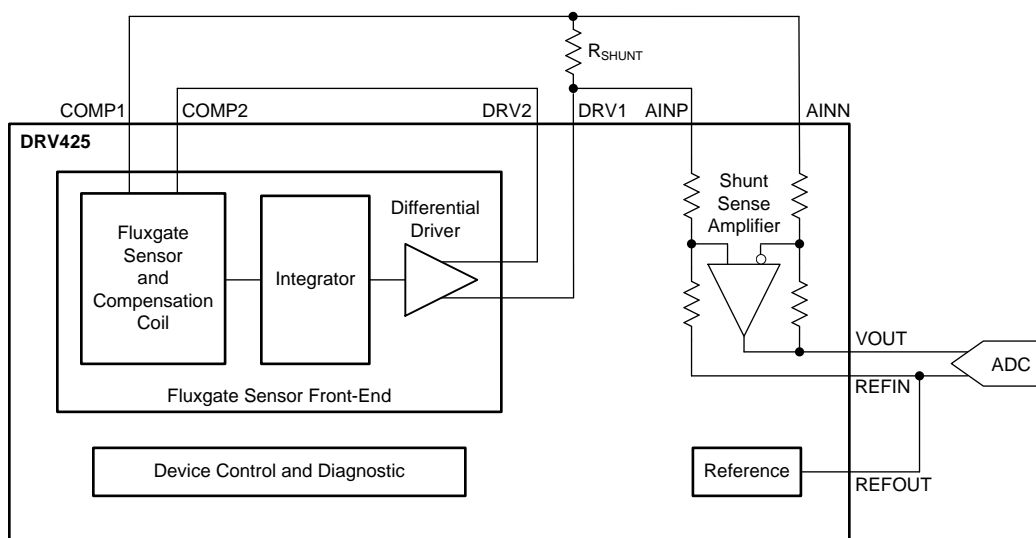 R_SHUNT
COMP1
COMP2
DRV2
DRV1
AINP
AINN
DRV425
Fluxgate
Sensor
and
Compensation
Coil
Integrator
Differential
Driver
Shunt
Sense
Amplifier
VOUT
ADC
REFIN
Fluxgate Sensor Front-End
Device Control and Diagnostic
Reference
REFOUT